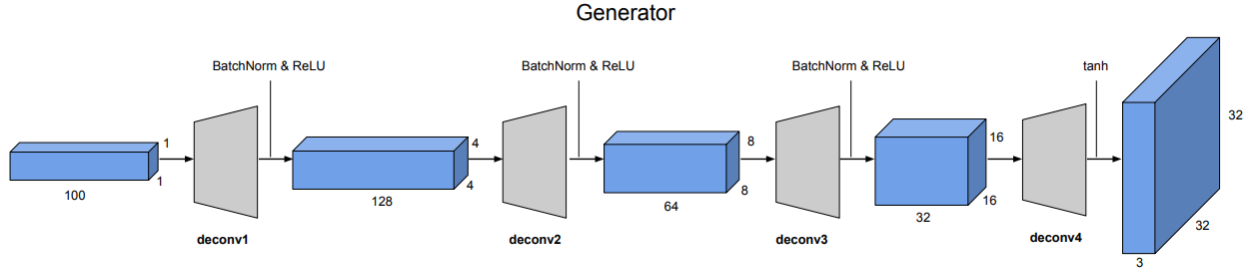 Generator
BatchNorm & ReLU
BatchNorm & ReLU
BatchNorm & ReLU
tanh
1
1
100
deconv1
4
4
128
deconv2
8
8
64
deconv3
16
16
32
deconv4
32
32
3